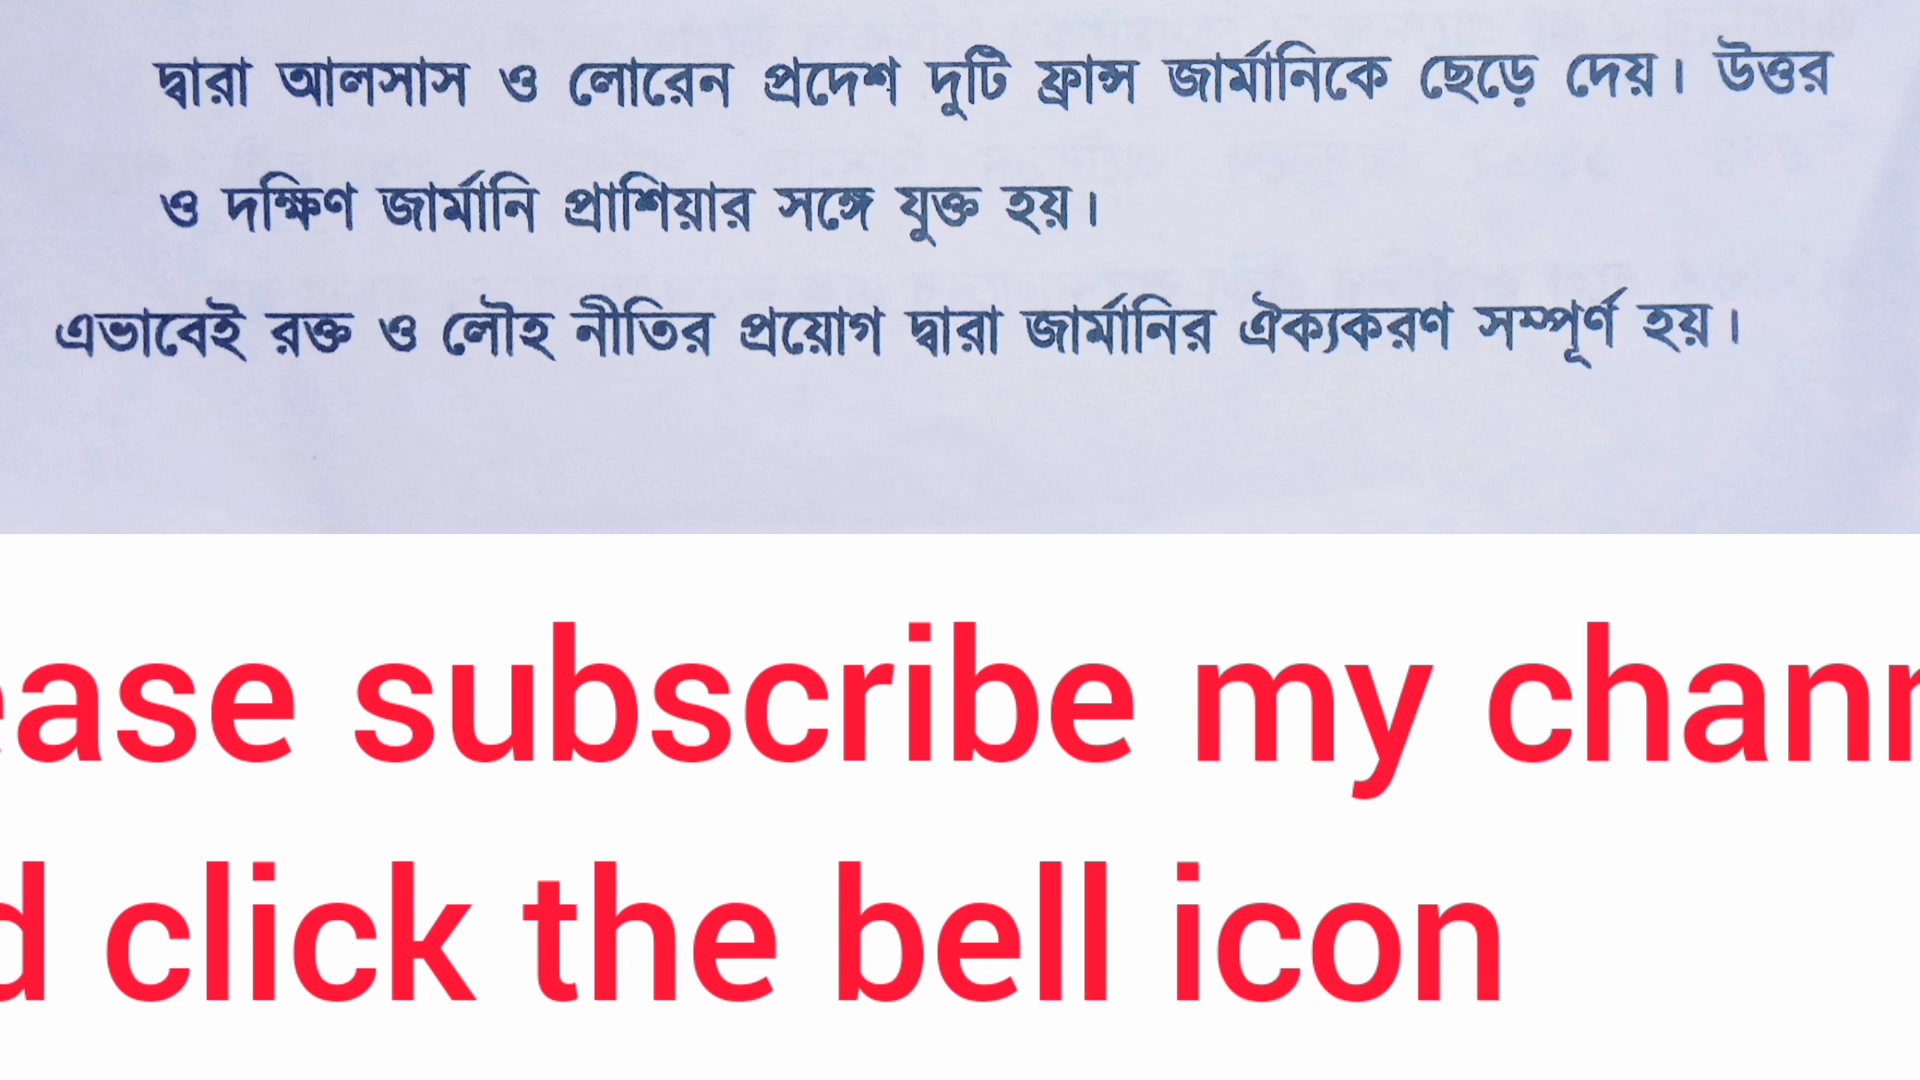 দ্বারা আলসাস ও লোরেন প্রদেশ দুটি ফ্রান্স জার্মানিকে ছেড়ে দেয়। উত্তর
ও দক্ষিণ জার্মানি প্রাশিয়ার সঙ্গে যুক্ত হয়।
এভাবেই রক্ত ও লৌহ নীতির প্রয়োগ দ্বারা জার্মানির ঐক্যকরণ সম্পূর্ণ হয়।
ease subscribe my chann
d click the bell icon